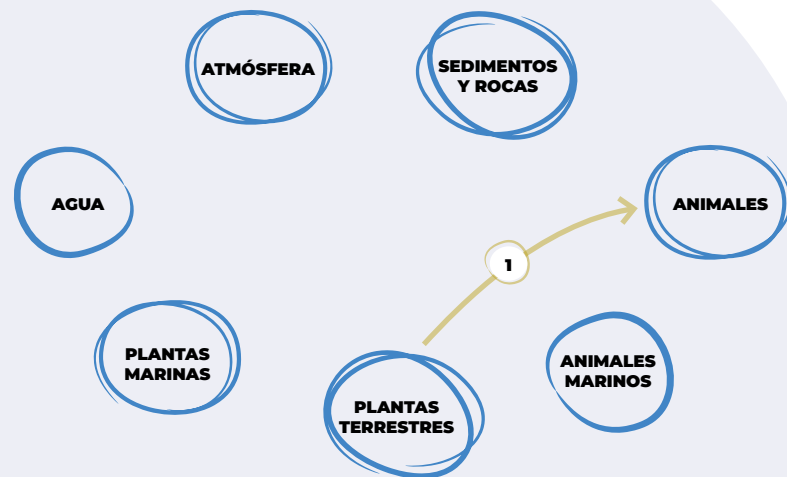 ATMÓSFERA
SEDIMENTOS
Y ROCAS
AGUA
ANIMALES
1
PLANTAS
MARINAS
ANIMALES
MARINOS
PLANTAS
TERRESTRES